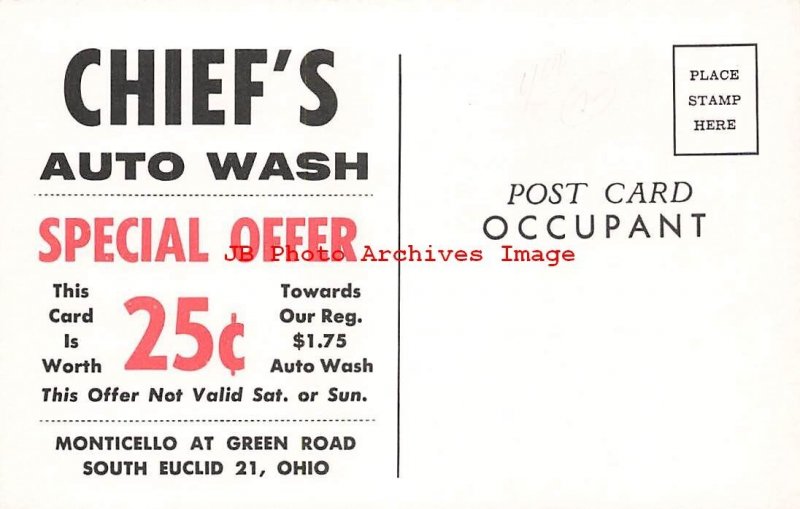 CHIEF'S
AUTO WASH
SPECIAL OFFER
This
Card
Is
Worth
25¢
Towards
Our Reg.
$1.75
Auto Wash
This Offer Not Valid Sat. or Sun.
MONTICELLO AT GREEN ROAD
SOUTH EUCLID 21, OHIO
PLACE
STAMP
HERE
POST CARD
OCCUPANT
JB Photo Archives Image